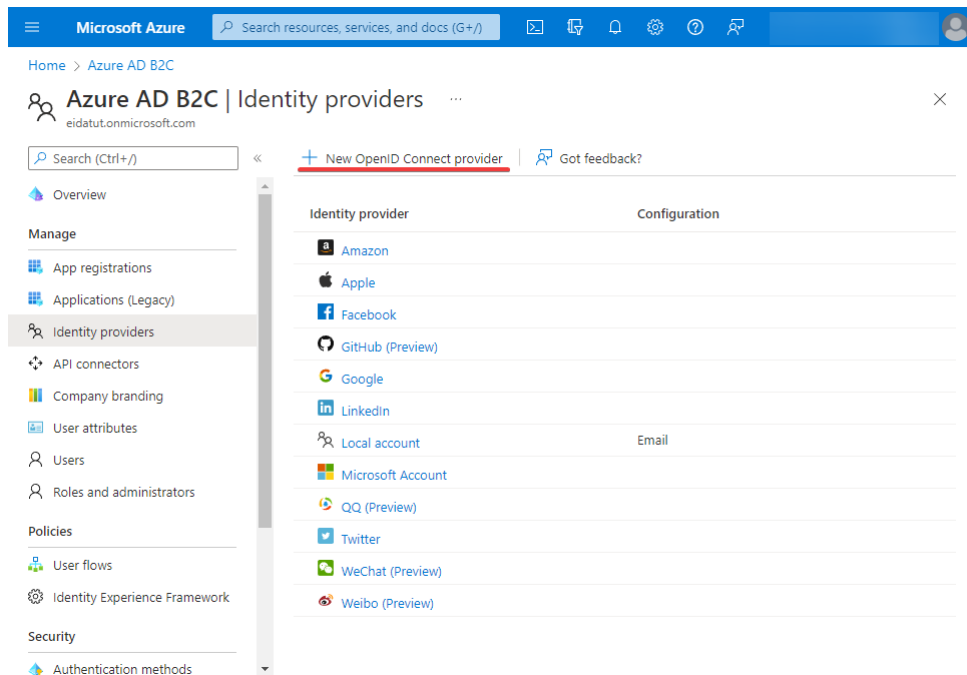 Microsoft Azure
Search resources, services, and docs (G+/)
Home > Azure AD B2C
Azure AD B2C | Identity providers ...
eidatut.onmicrosoft.com
Search (Ctrl+/)
«
+ New OpenID Connect provider
Got feedback?
Overview
Manage
App registrations
Applications (Legacy)
Identity providers
API connectors
Company branding
User attributes
Users
Roles and administrators
Policies
User flows
Identity Experience Framework
Security
Authentication methods
Identity provider Configuration
Amazon
Apple
Facebook
GitHub (Preview)
Google
LinkedIn
Local account Email
Microsoft Account
QQ (Preview)
Twitter
WeChat (Preview)
Weibo (Preview)